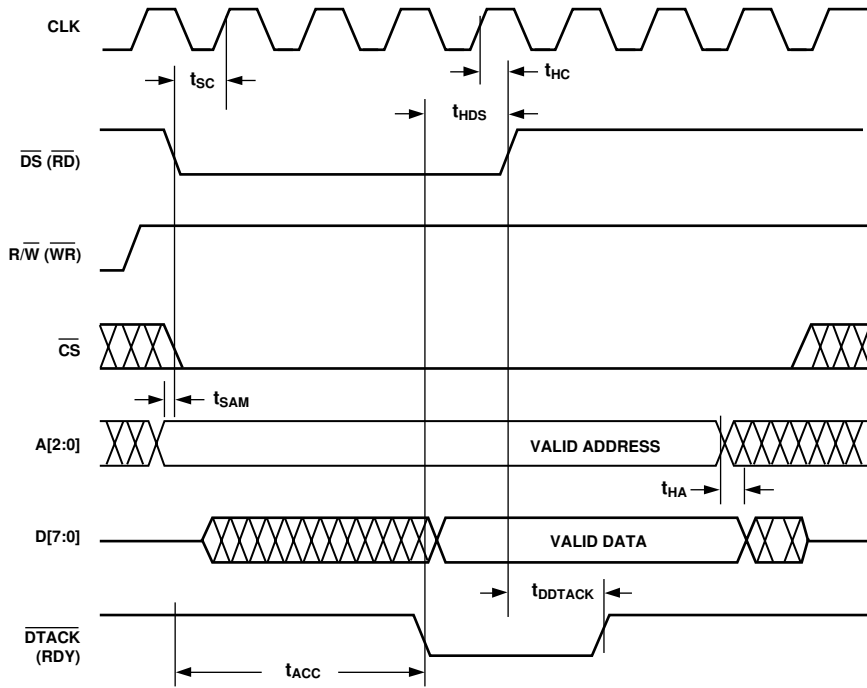 CLK
tSC
tHC
tHDS
DS (RD)
R/W (WR)
CS
tSAM
A[2:0]
VALID ADDRESS
tHA
D[7:0]
VALID DATA
tDDTACK
DTACK
(RDY)
tACC